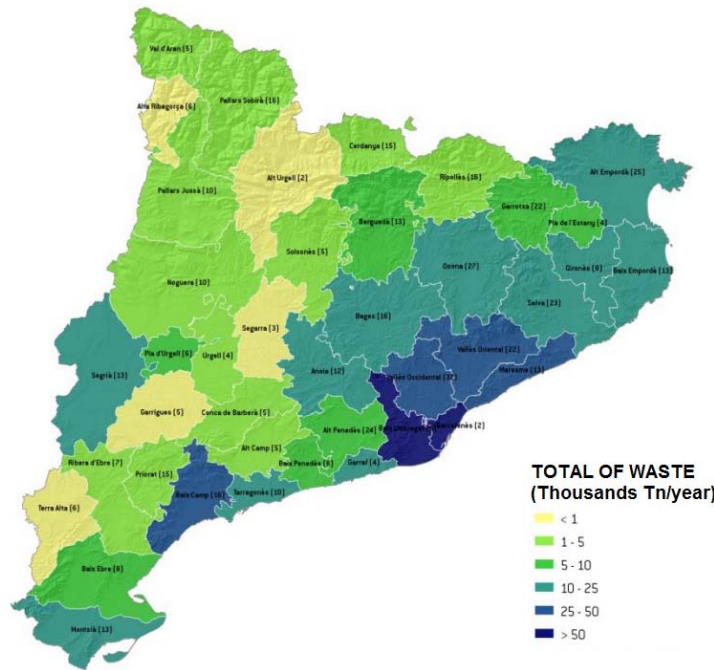 Val d'Aran (5)
Alta Ribagorça (6)
Pallars Sobirà (16)
Cerdanya (15)
Alt Urgell (2)
Ripollès (16)
Alt Empordà (25)
Pallars Jussà (10)
Berguedà (13)
Garrotxa (22)
Pla de l'Estany (4)
Solsonès (5)
Osona (27)
Gironès (8)
Baix Empordà (13)
Noguera (10)
Selva (23)
Bages (16)
Segarra (3)
Pla d'Urgell (6)
Urgell (4)
Vallès Oriental (22)
Segrià (13)
Anoia (12)
Vallès Occidental
Maresme
Garrigues (5)
Conca de Barberà (5)
Alt Penedès (24)
Alt Camp (5)
Ribera d'Ebre (7)
Priorat (15)
Baix Penedès (8)
Garraf (4)
Baix Camp (16)
Tarragonès (10)
Terra Alta (6)
Baix Ebre (8)
Montsià (13)
TOTAL OF WASTE
(Thousands Tn/year)
< 1
1 - 5
5 - 10
10 - 25
25 - 50
> 50